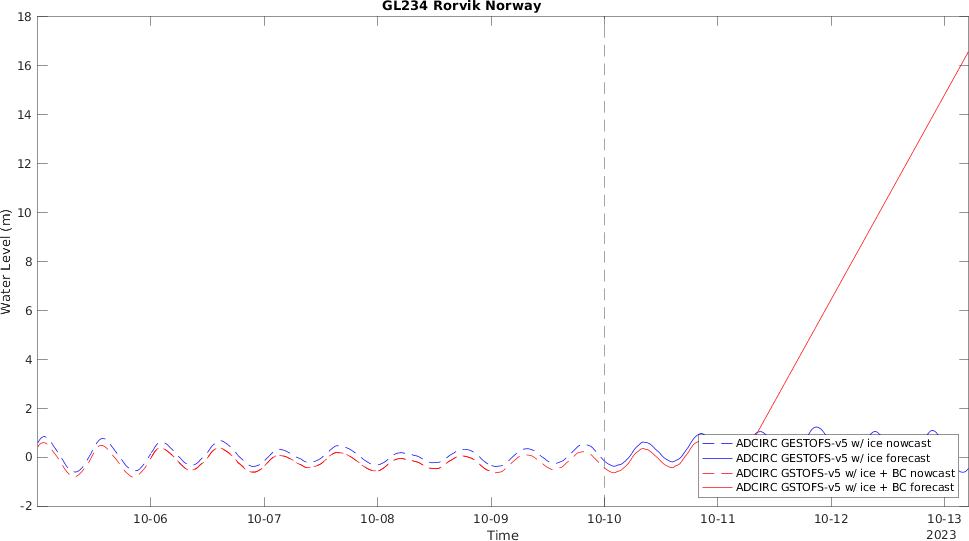 GL234 Rorvik Norway
18
16
14
12
10
8
6
4
2
0
-2
Water Level (m)
ADCIRC GESTOFS-v5 w/ ice nowcast
ADCIRC GESTOFS-v5 w/ ice forecast
ADCIRC GSTOFS-v5 w/ ice + BC nowcast
ADCIRC GSTOFS-v5 w/ ice + BC forecast
10-06 10-07 10-08 10-09 10-10 10-11 10-12 10-13
Time
2023